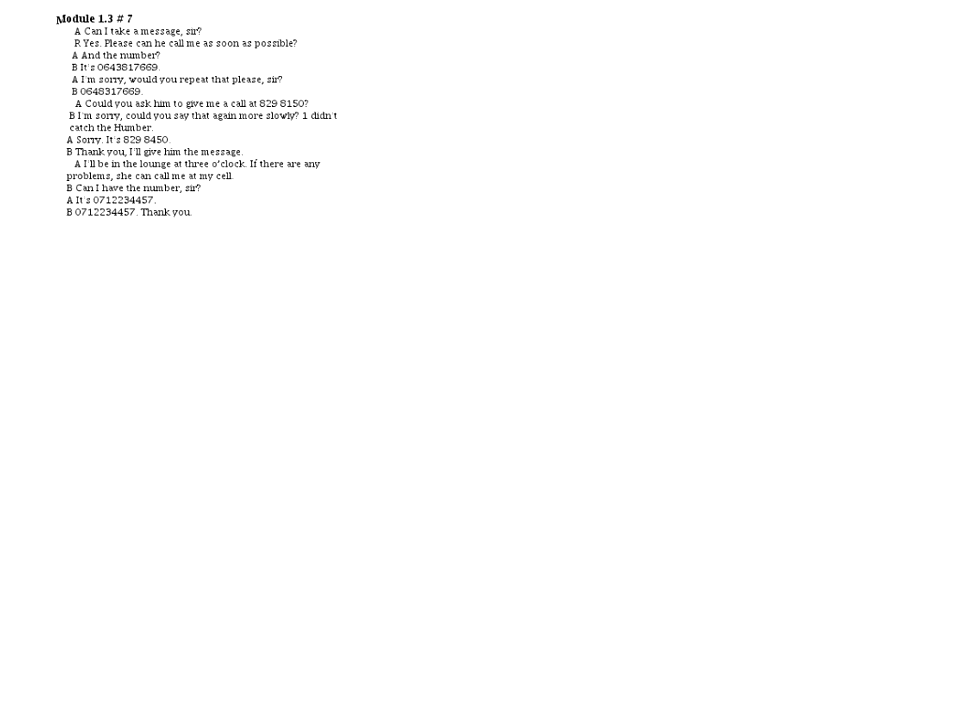 Module 1.3 # 7
A Can I take a message, sir?
R Yes. Please can he call me as soon as possible?
A And the number?
B It's 0643817669.
A I'm sorry, would you repeat that please, sir?
B 0648317669.
A Could you ask him to give me a call at 829 8150?
B I'm sorry, could you say that again more slowly? 1 didn't
catch the Humber.
A Sorry. It's 829 8450.
B Thank you, I'll give him the message.
A I'll be in the lounge at three o'clock. If there are any
problems, she can call me at my cell.
B Can I have the number, sir?
A It's 0712234457.
B 0712234457. Thank you.